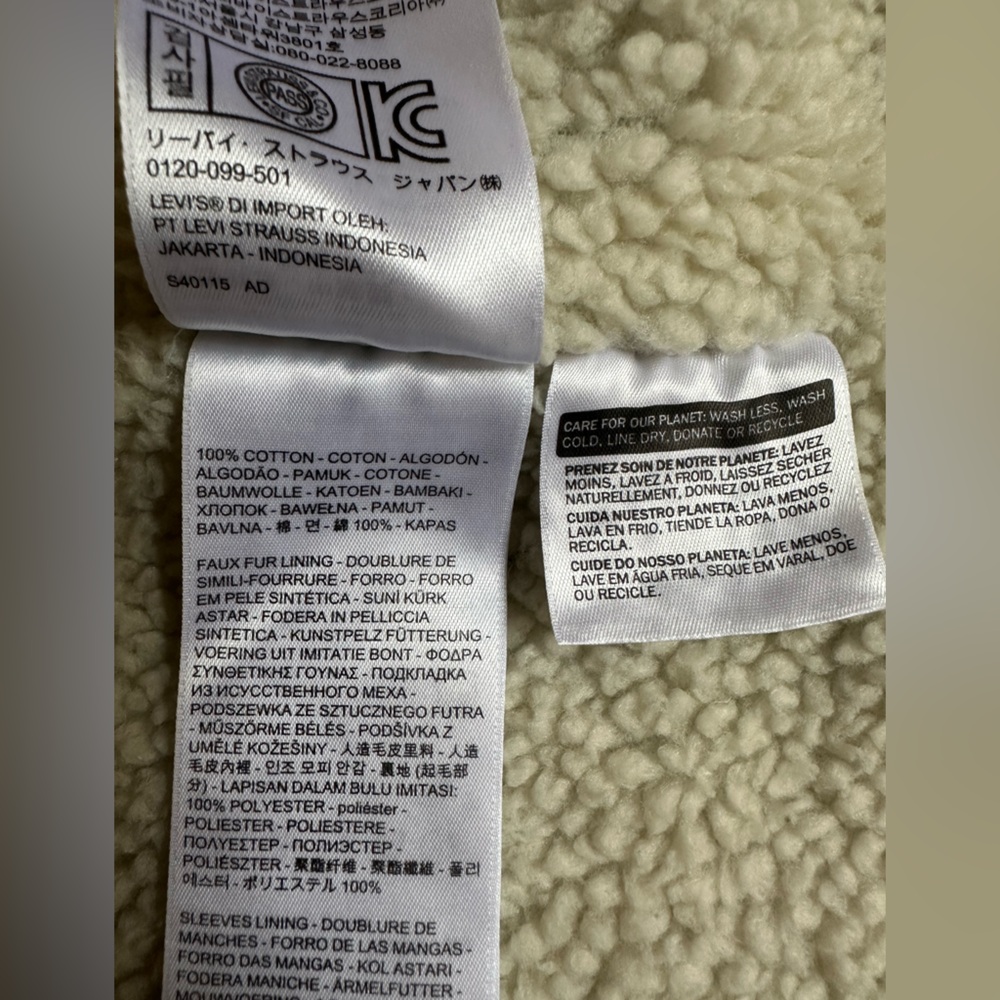 080-022-8088
검사필
STRAUSS & CO
PASS
SF CAL
リーバイ・ストラウス ジャパン㈱
0120-099-501
LEVI'S® DI IMPORT OLEH:
PT LEVI STRAUSS INDONESIA
JAKARTA - INDONESIA
S40115 AD
100% COTTON - COTON - ALGODÓN -
ALGODÃO - PAMUK - COTONE -
BAUMWOLLE - KATOEN - BAMBAKI -
ХЛОПОК - BAWEŁNA - PAMUT -
BAVLNA - 棉 - 면 - 綿 100% - KAPAS
FAUX FUR LINING - DOUBLURE DE
SIMILI-FOURRURE - FORRO - FORRO
EM PELE SINTÉTICA - SUNİ KÜRK
ASTAR - FODERA IN PELLICCIA
SINTETICA - KUNSTPELZ FÜTTERUNG -
VOERING UIT IMITATIE BONT - ΦΟΔΡΑ
ΣΥΝΘΕΤΙΚΗΣ ΓΟΥΝΑΣ - ПОДКЛАДКА
ИЗ ИСКУССТВЕННОГО МЕХА -
PODSZEWKA ZE SZTUCZNEGO FUTRA
- MŰSZŐRME BÉLÉS - PODŠÍVKA Z
UMĚLÉ KOŽEŠINY - 人造毛皮里料 - 人造
毛皮內裡 - 인조 모피 안감 - 裏地 (起毛部
分) - LAPISAN DALAM BULU IMITASI:
100% POLYESTER - poliéster -
POLIESTER - POLIESTERE -
ΠΟΛΥΕΣΤΕΡ - ПОЛИЭСТЕР -
POLIÉSZTER - 聚酯纤维 - 聚酯纖維 - 폴리
에스터 - ポリエステル 100%
SLEEVES LINING - DOUBLURE DE
MANCHES - FORRO DE LAS MANGAS -
FORRO DAS MANGAS - KOL ASTARI -
FODERA MANICHE - ÄRMELFUTTER -
CARE FOR OUR PLANET: WASH LESS, WASH
COLD, LINE DRY, DONATE OR RECYCLE
PRENEZ SOIN DE NOTRE PLANETE: LAVEZ
MOINS, LAVEZ A FROID, LAISSEZ SECHER
NATURELLEMENT, DONNEZ OU RECYCLEZ
CUIDA NUESTRO PLANETA: LAVA MENOS,
LAVA EN FRIO, TIENDE LA ROPA, DONA O
RECICLA.
CUIDE DO NOSSO PLANETA: LAVE MENOS,
LAVE EM ÁGUA FRIA, SEQUE EM VARAL, DOE
OU RECICLE.